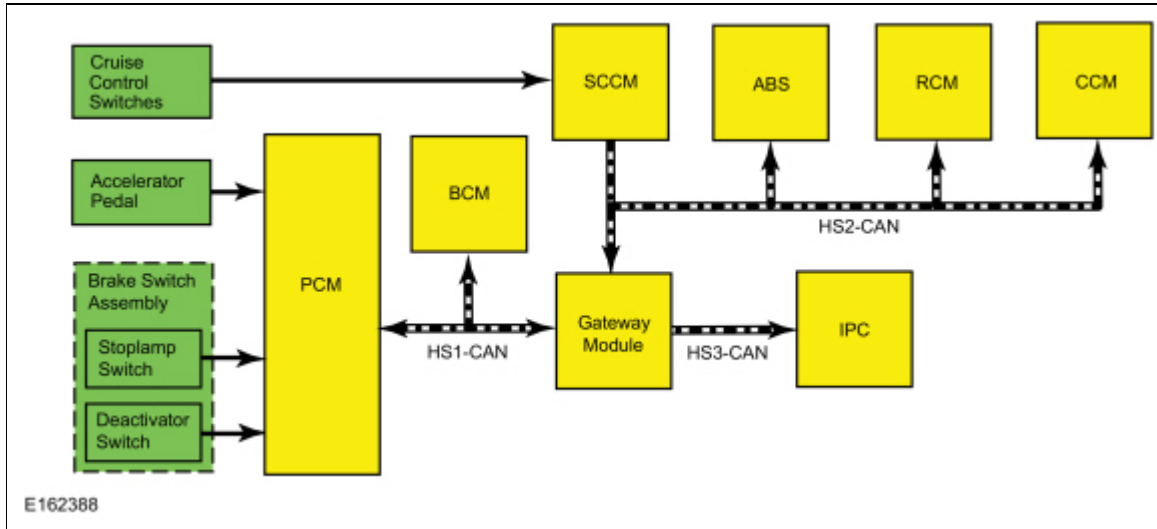 Cruise
Control
Switches
SCCM
ABS
RCM
CCM
Accelerator
Pedal
BCM
HS2-CAN
Brake Switch
Assembly
PCM
Stoplamp
Switch
HS1-CAN
Gateway
Module
HS3-CAN
IPC
Deactivator
Switch
E162388